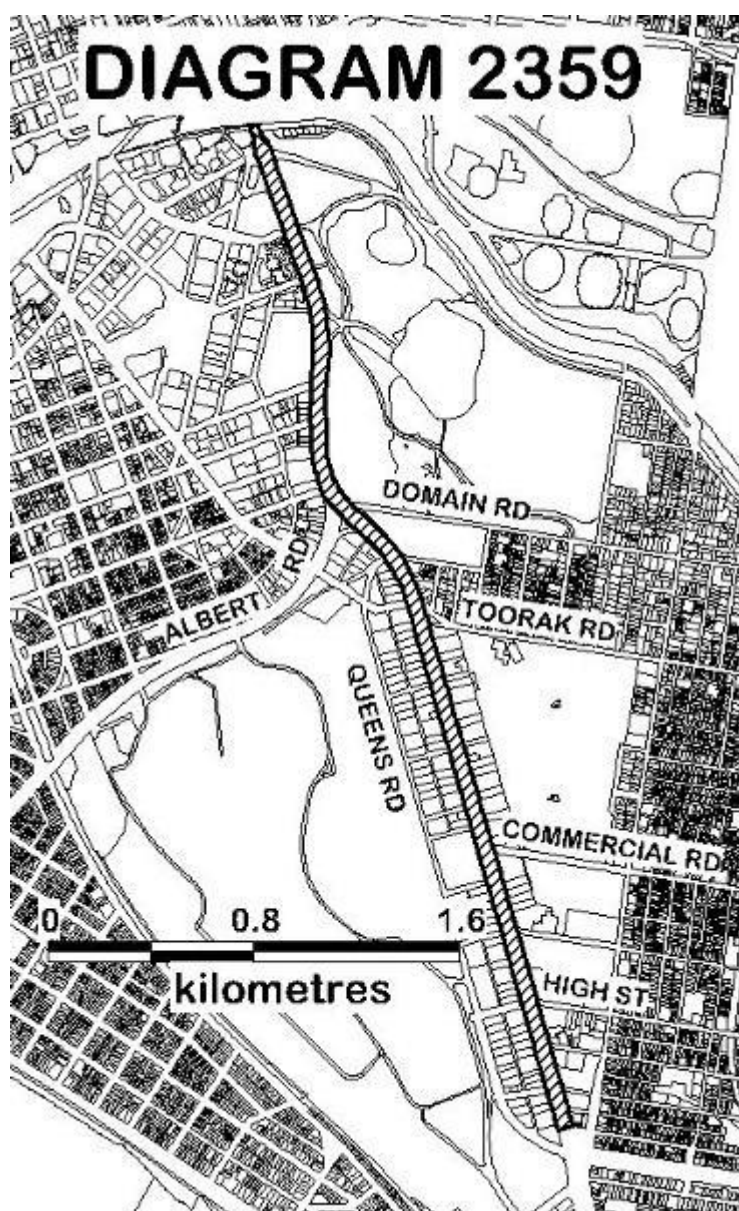 DIAGRAM 2359
DOMAIN RD
ALBERT RD
TOORAK RD
QUEENS RD
COMMERCIAL RD
0 0.8 1.6
kilometres
HIGH ST